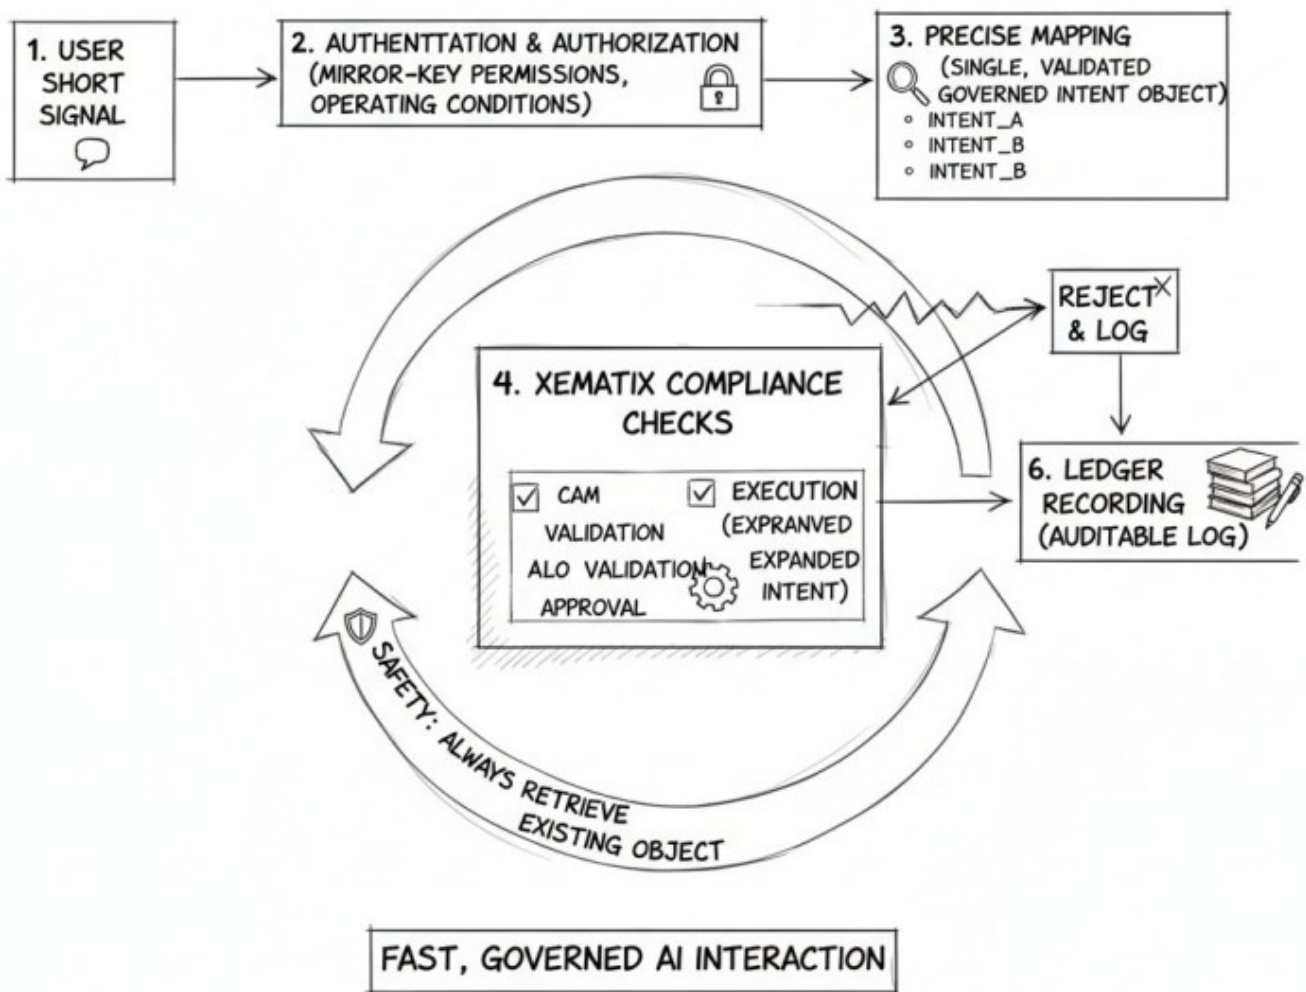 1. USER
SHORT
SIGNAL
2. AUTHENTTATION & AUTHORIZATION
(MIRROR-KEY PERMISSIONS,
OPERATING CONDITIONS)
3. PRECISE MAPPING
(SINGLE, VALIDATED
GOVERNED INTENT OBJECT)
INTENT_A
INTENT_B
INTENT_B
REJECT
& LOG
4. XEMATIX COMPLIANCE
CHECKS
CAM
VALIDATION
ALO VALIDATION
APPROVAL
EXECUTION
(EXPRANVED
EXPANDED
INTENT)
6. LEDGER
RECORDING
(AUDITABLE LOG)
SAFETY: ALWAYS RETRIEVE
EXISTING OBJECT
FAST, GOVERNED AI INTERACTION